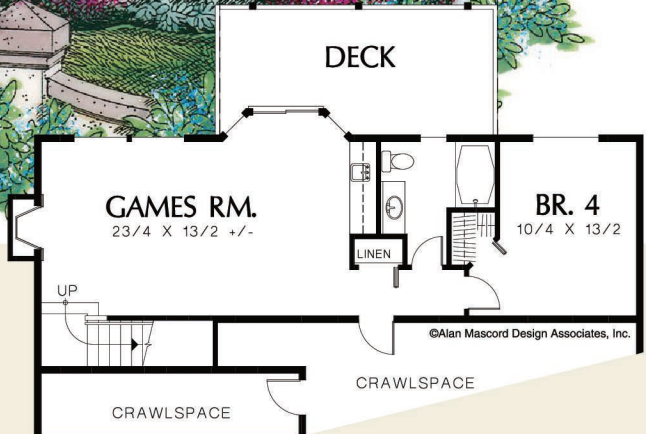 DECK
GAMES RM.
23/4 X 13/2 +/-
BR. 4
10/4 X 13/2
LINEN
UP
©Alan Mascord Design Associates, Inc.
CRAWLSPACE
CRAWLSPACE